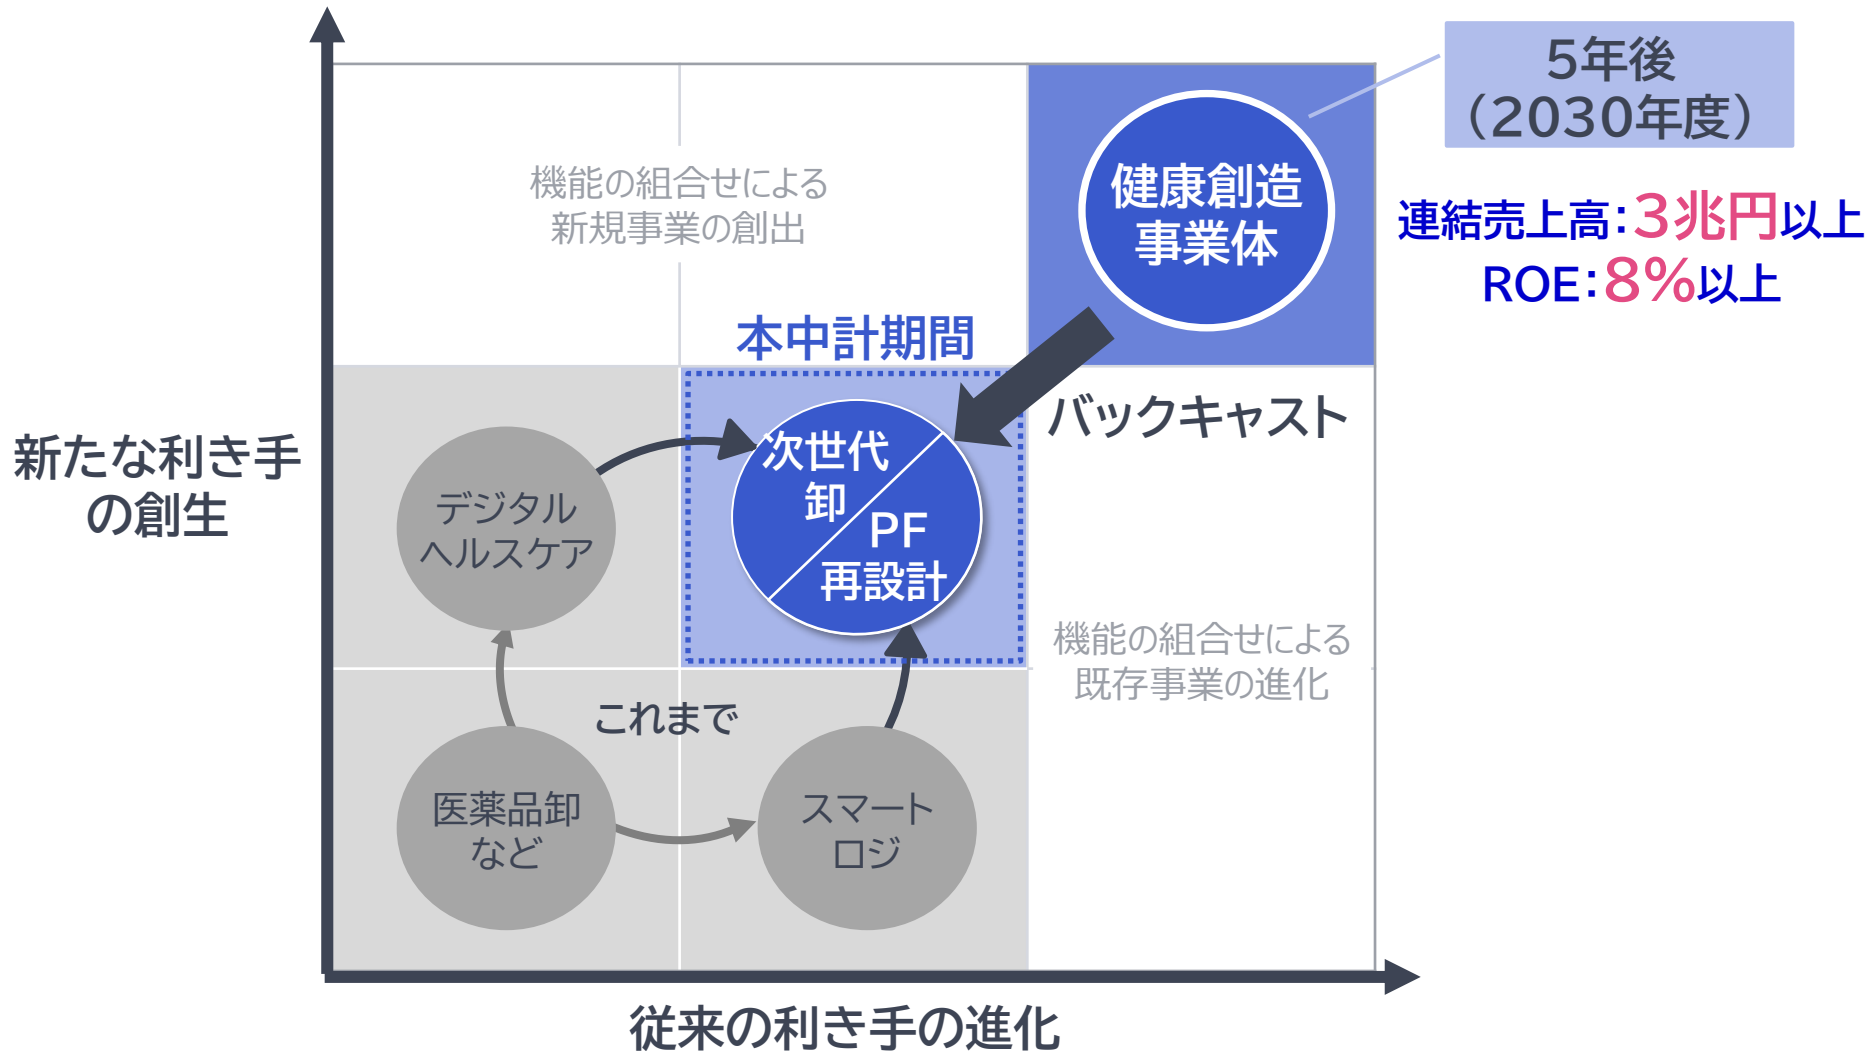 5年後
（2030年度）
連結売上高：3兆円以上
ROE：8%以上
健康創造
事業体
機能の組合せによる
新規事業の創出
本中計期間
バックキャスト
新たな利き手
の創生
デジタル
ヘルスケア
次世代
卸
PF
再設計
機能の組合せによる
既存事業の進化
これまで
医薬品卸
など
スマート
ロジ
従来の利き手の進化